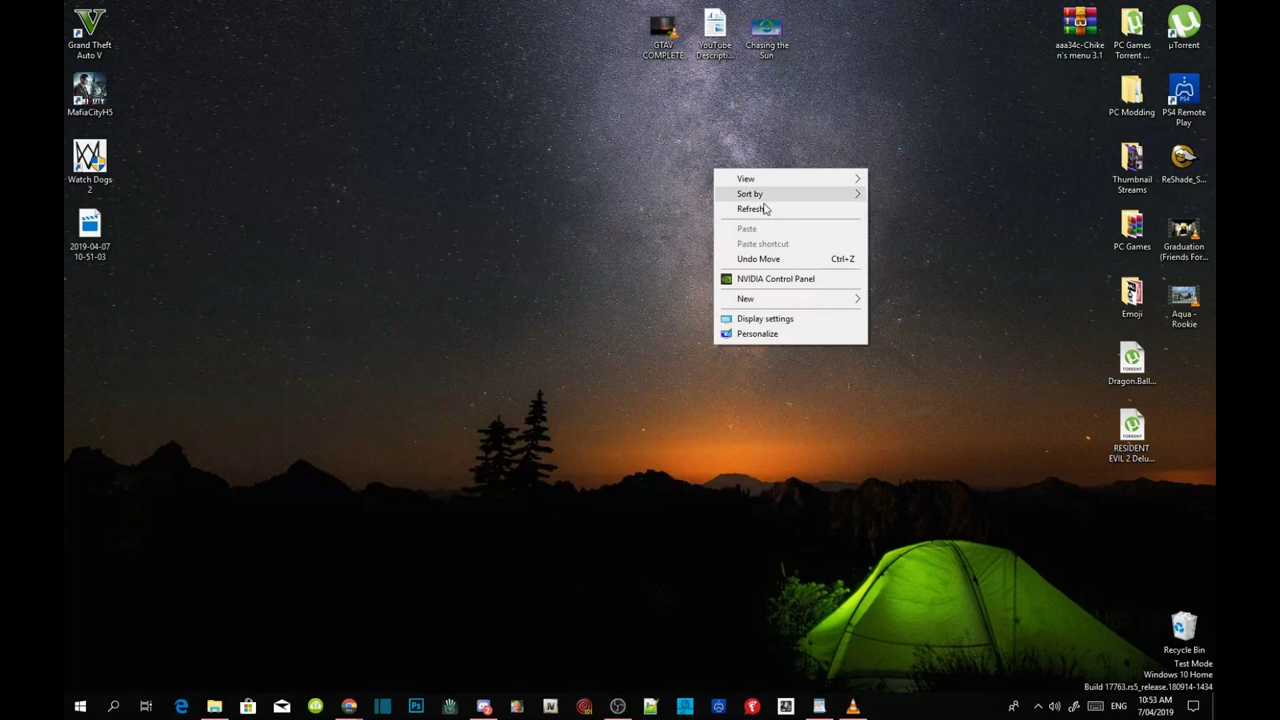 Grand Theft
Auto V
MafiaCityH5
Watch Dogs
2
2019-04-07
10-51-03
GTAV
COMPLETE
YouTube
Descripti...
Chasing the
Sun
View
Sort by
Refresh
Paste
Paste shortcut
Undo Move Ctrl+Z
NVIDIA Control Panel
New
Display settings
Personalize
aaa34c-Chike
n's menu 3.1
PC Games
Torrent ...
µTorrent
PC Modding
PS4 Remote
Play
Thumbnail
Streams
ReShade_S...
PC Games
Graduation
(Friends For...
Emoji
Aqua -
Rookie
TORRENT
Dragon.Ball...
TORRENT
RESIDENT
EVIL 2 Delu...
Recycle Bin
Test Mode
Windows 10 Home
Build 17763.rs5_release.180914-1434
ENG
10:53 AM
7/04/2019